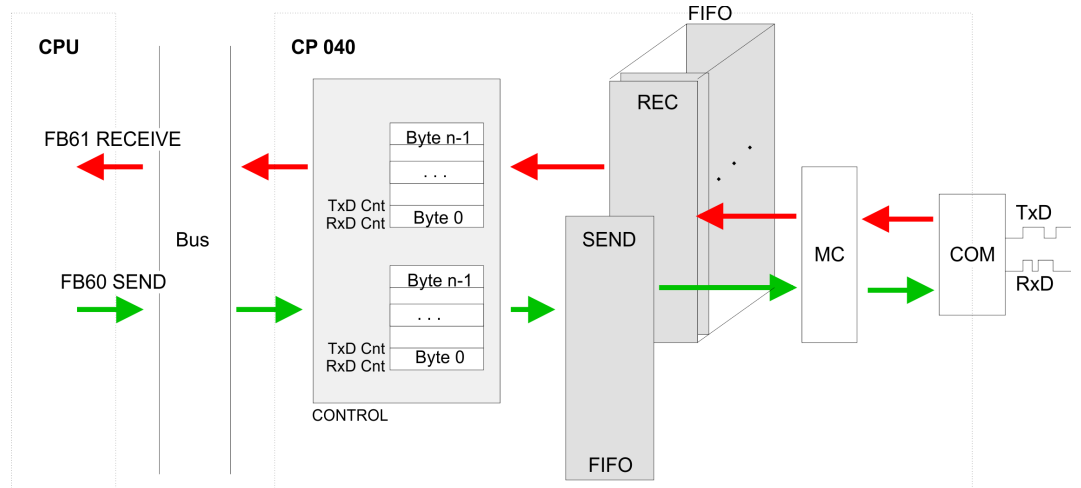 FIFO
CPU
CP 040
REC
FB61 RECEIVE
Byte n-1
. . .
TxD Cnt
RxD Cnt
Byte 0
Bus
SEND
MC
COM
TxD
RxD
FB60 SEND
Byte n-1
. . .
TxD Cnt
RxD Cnt
Byte 0
CONTROL
FIFO